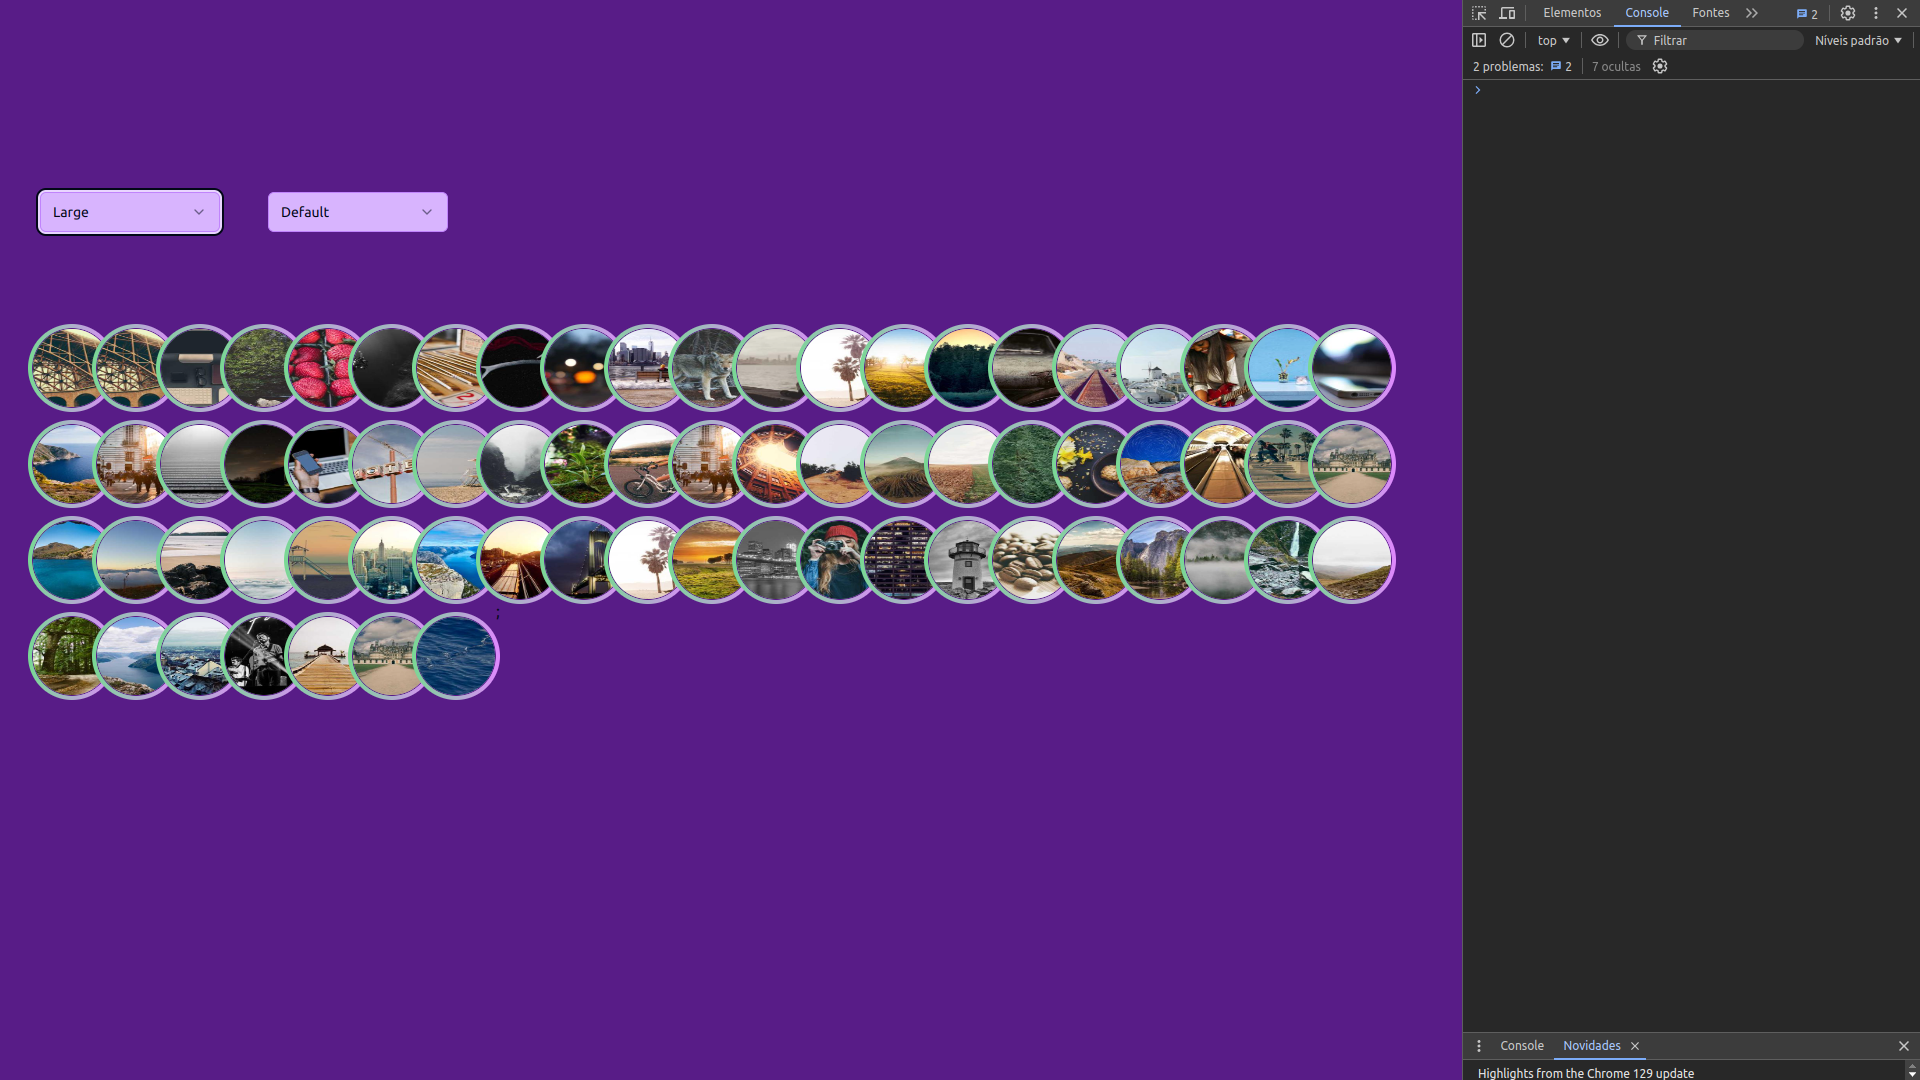 Large
Default
;
Elementos
Console
Fontes
2
top
Filtrar
Níveis padrão
2 problemas:
2
7 ocultas
Console
Novidades
Highlights from the Chrome 129 update